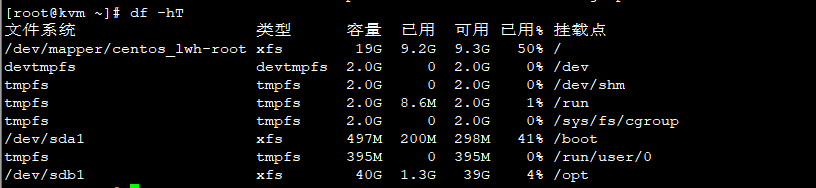 [root@kvm ~]# df -hT
文件系统 类型 容量 已用 可用 已用% 挂载点
/dev/mapper/centos_lwh-root xfs 19G 9.2G 9.3G 50% /
devtmpfs devtmpfs 2.0G 0 2.0G 0% /dev
tmpfs tmpfs 2.0G 0 2.0G 0% /dev/shm
tmpfs tmpfs 2.0G 8.6M 2.0G 1% /run
tmpfs tmpfs 2.0G 0 2.0G 0% /sys/fs/cgroup
/dev/sda1 xfs 497M 200M 298M 41% /boot
tmpfs tmpfs 395M 0 395M 0% /run/user/0
/dev/sdb1 xfs 40G 1.3G 39G 4% /opt